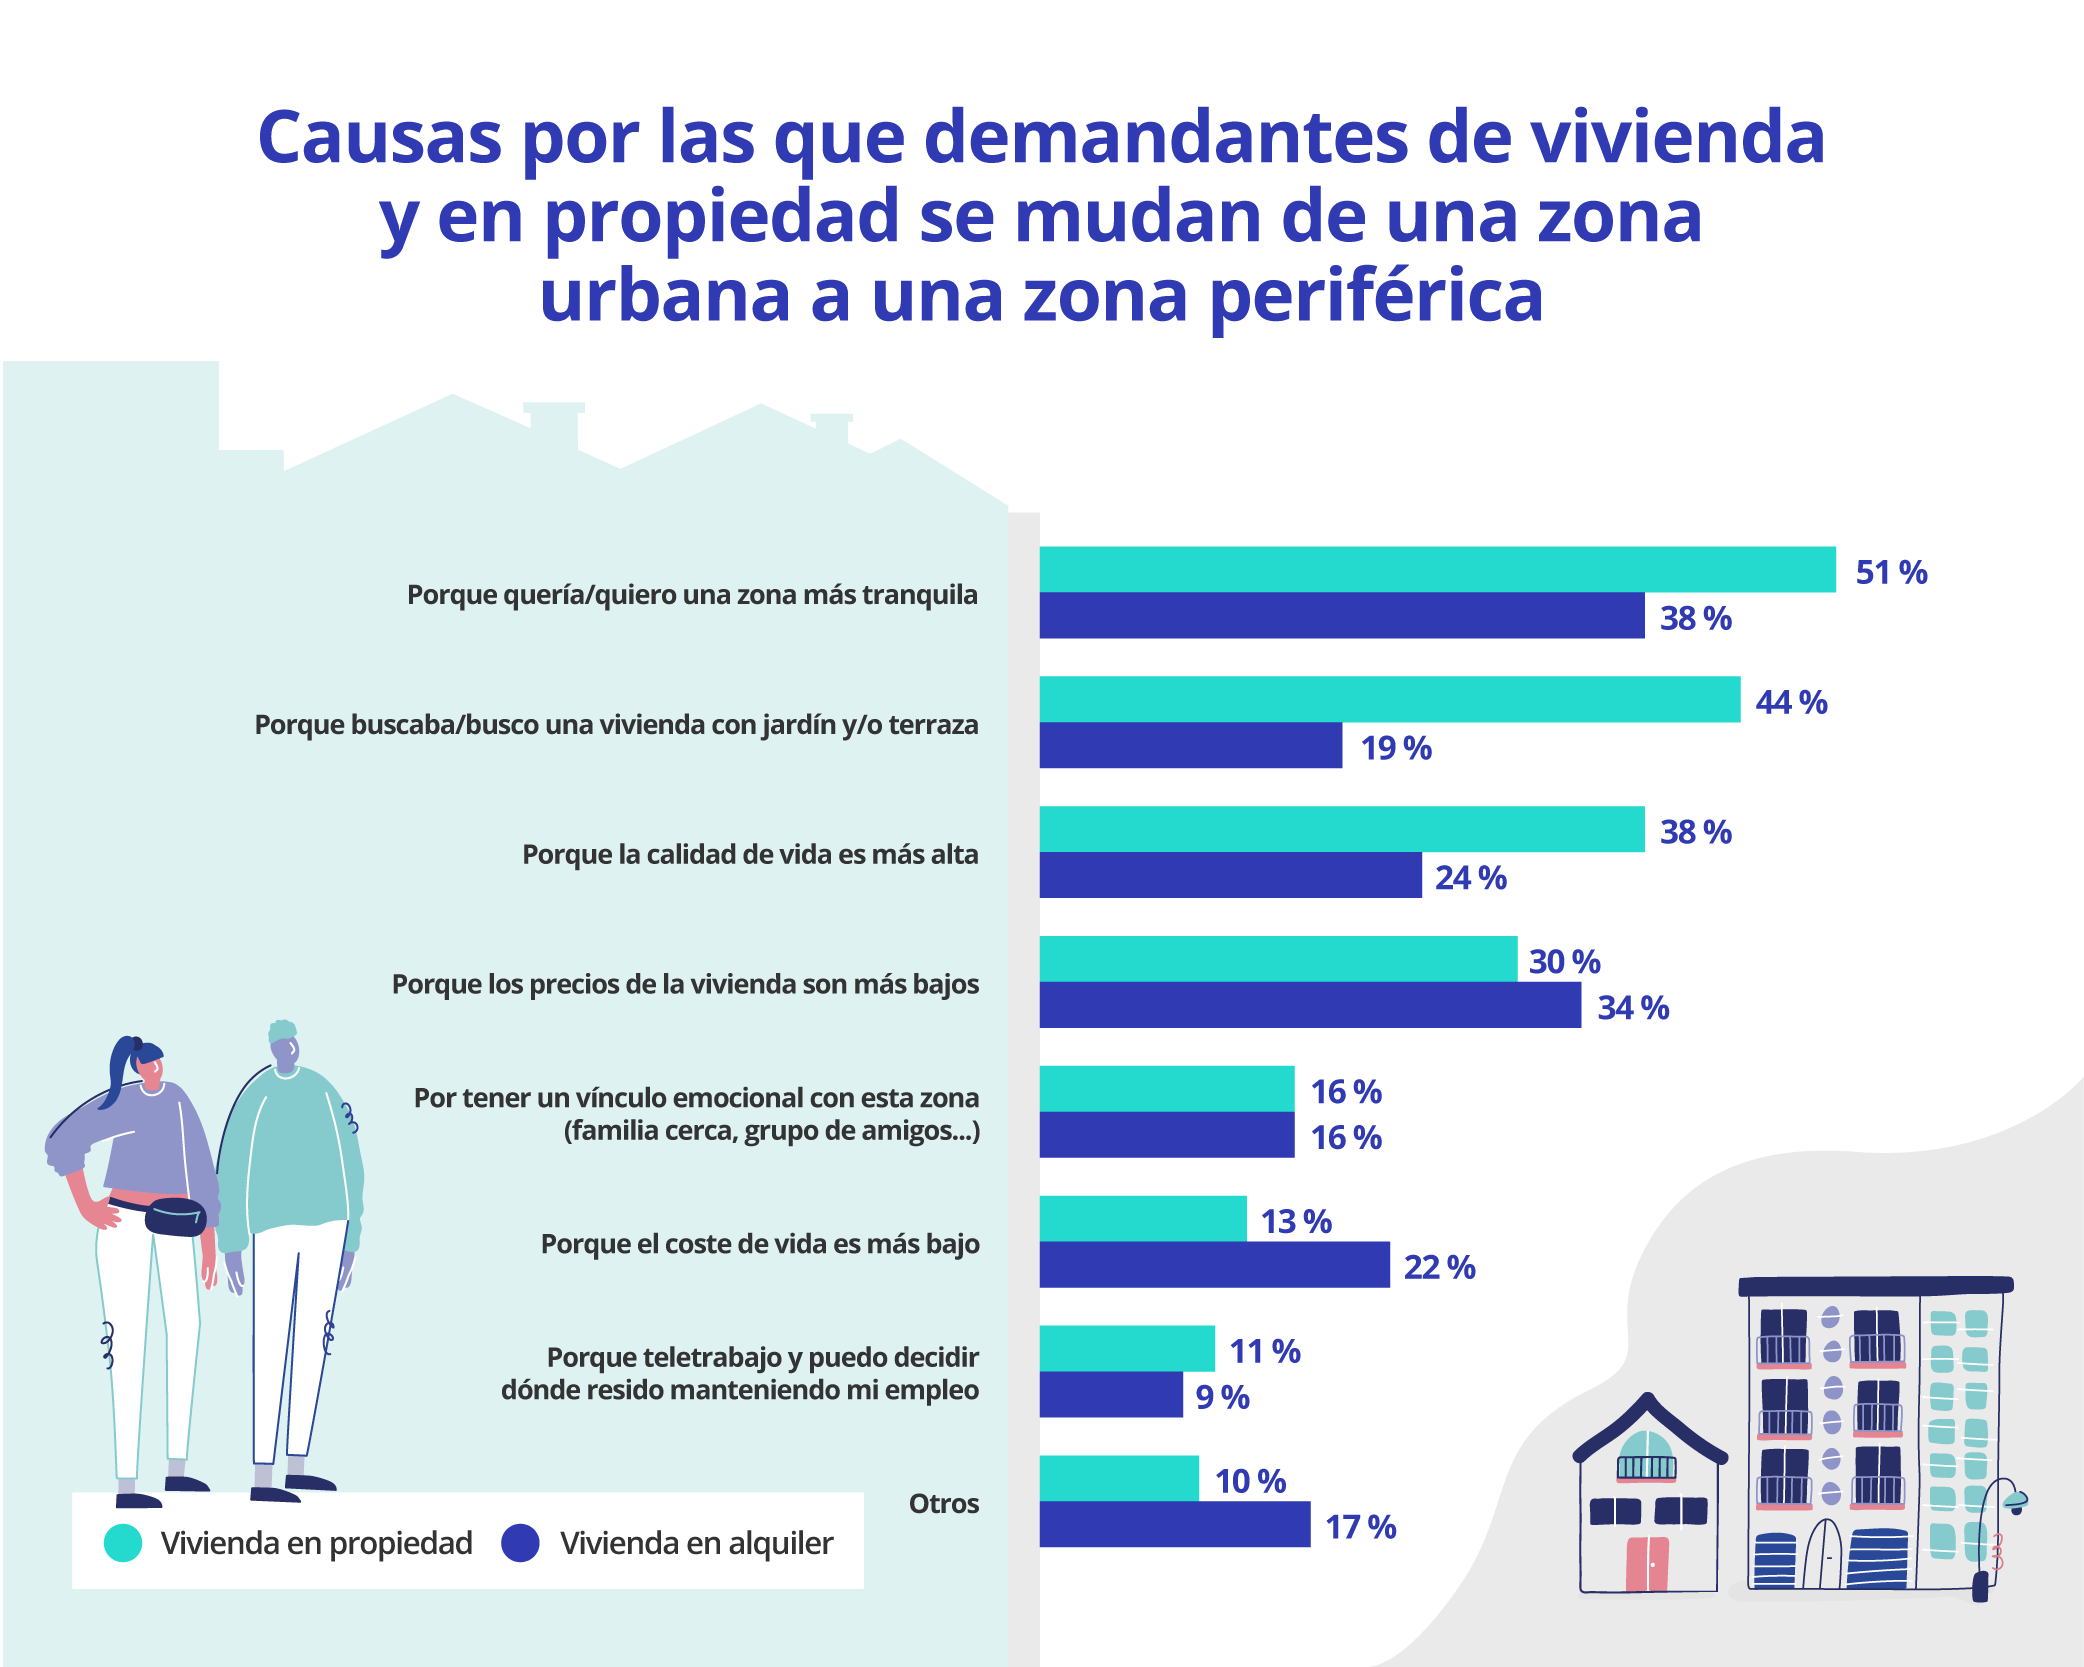 Causas por las que demandantes de vivienda
y en propiedad se mudan de una zona
urbana a una zona periférica
Porque quería/quiero una zona más tranquila
51 %
38 %
Porque buscaba/busco una vivienda con jardín y/o terraza
44 %
19 %
Porque la calidad de vida es más alta
38 %
24 %
Porque los precios de la vivienda son más bajos
30 %
34 %
Por tener un vínculo emocional con esta zona
(familia cerca, grupo de amigos...)
16 %
16 %
Porque el coste de vida es más bajo
13 %
22 %
Porque teletrabajo y puedo decidir
dónde resido manteniendo mi empleo
11 %
9 %
Otros
10 %
17 %
Vivienda en propiedad
Vivienda en alquiler